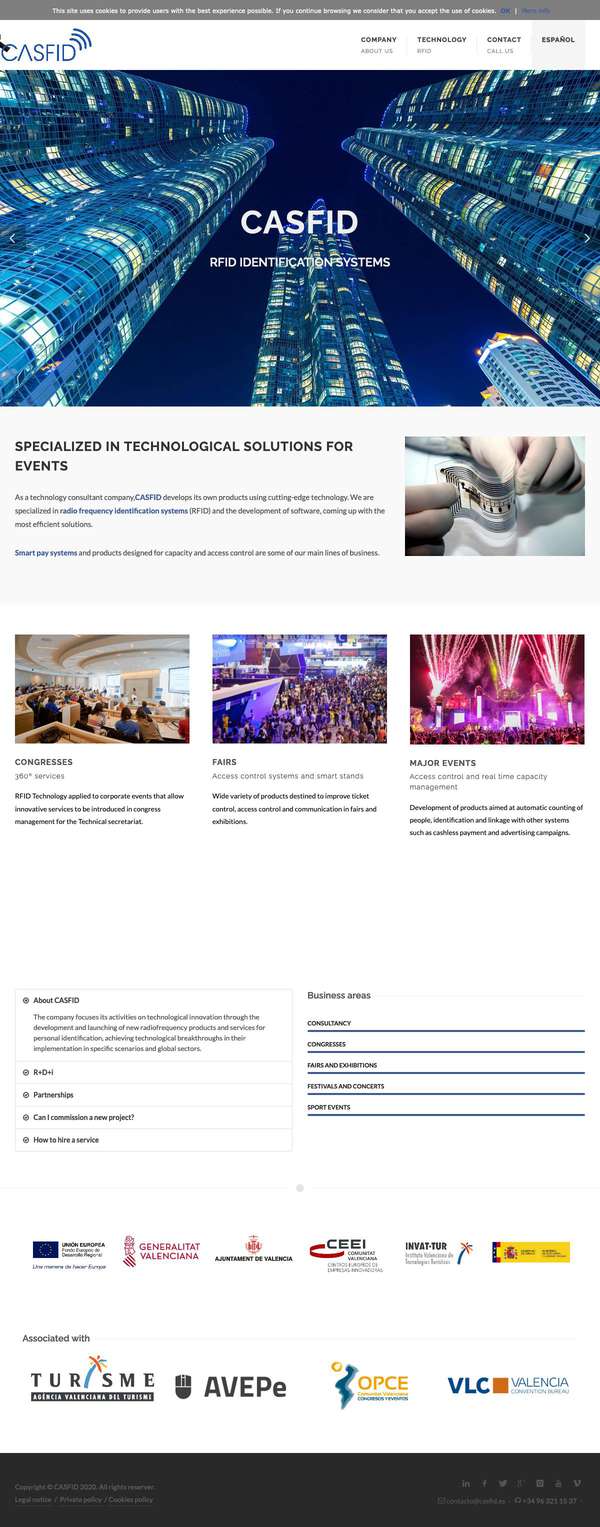 This site uses cookies to provide users with the best experience possible. If you continue browsing we consider that you accept the use of cookies. OK | More info
CASFID
COMPANY
ABOUT US
TECHNOLOGY
RFID
CONTACT
CALL US
ESPAÑOL
CASFID
RFID IDENTIFICATION SYSTEMS
SPECIALIZED IN TECHNOLOGICAL SOLUTIONS FOR
EVENTS
As a technology consultant company,CASFID develops its own products using cutting-edge technology. We are
specialized in radio frequency identification systems (RFID) and the development of software, coming up with the
most efficient solutions.
Smart pay systems and products designed for capacity and access control are some of our main lines of business.
CONGRESSES
360° services
RFID Technology applied to corporate events that allow
innovative services to be introduced in congress
management for the Technical secretariat.
FAIRS
Access control systems and smart stands
Wide variety of products destined to improve ticket
control, access control and communication in fairs and
exhibitions.
MAJOR EVENTS
Access control and real time capacity
management
Development of products aimed at automatic counting of
people, identification and linkage with other systems
such as cashless payment and advertising campaigns.
About CASFID
The company focuses its activities on technological innovation through the
development and launching of new radiofrequency products and services for
personal identification, achieving technological breakthroughs in their
implementation in specific scenarios and global sectors.
R+D+i
Partnerships
Can I commission a new project?
How to hire a service
Business areas
CONSULTANCY
CONGRESSES
FAIRS AND EXHIBITIONS
FESTIVALS AND CONCERTS
SPORT EVENTS
UNIÓN EUROPEA
Fondo Europeo de
Desarrollo Regional
Una manera de hacer Europa
GENERALITAT
VALENCIANA
AJUNTAMENT DE VALENCIA
CEEI
COMUNITAT
VALENCIANA
CENTROS EUROPEOS DE
EMPRESAS INNOVADORAS
INVAT·TUR
Instituto Valenciano de
Tecnologías Turísticas
Associated with
TURISME
AGÈNCIA VALENCIANA DEL TURISME
AVEPe
OPCE
Comunitat Valenciana
CONGRESOS Y EVENTOS
VLC VALENCIA
CONVENTION BUREAU
Copyright © CASFID 2020. All rights reserved.
Legal notice / Private policy / Cookies policy
contacto@casfid.es · +34 96 321 15 37 ·